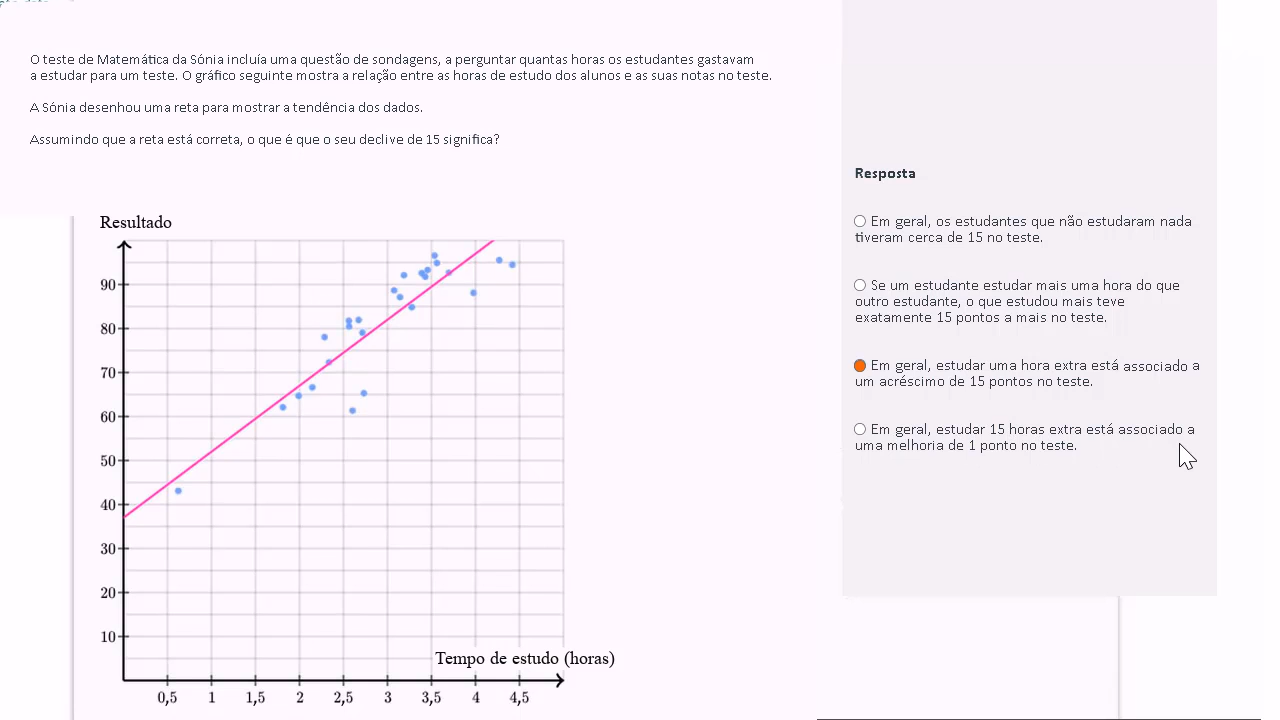 O teste de Matemática da Sónia incluía uma questão de sondagens, a perguntar quantas horas os estudantes gastavam
a estudar para um teste. O gráfico seguinte mostra a relação entre as horas de estudo dos alunos e as suas notas no teste.
A Sónia desenhou uma reta para mostrar a tendência dos dados.
Assumindo que a reta está correta, o que é que o seu declive de 15 significa?
Resultado
90
80
70
60
50
40
30
20
10
Tempo de estudo (horas)
0,5 1 1,5 2 2,5 3 3,5 4 4,5
Resposta
Em geral, os estudantes que não estudaram nada
tiveram cerca de 15 no teste.
Se um estudante estudar mais uma hora do que
outro estudante, o que estudou mais teve
exatamente 15 pontos a mais no teste.
Em geral, estudar uma hora extra está associado a
um acréscimo de 15 pontos no teste.
Em geral, estudar 15 horas extra está associado a
uma melhoria de 1 ponto no teste.